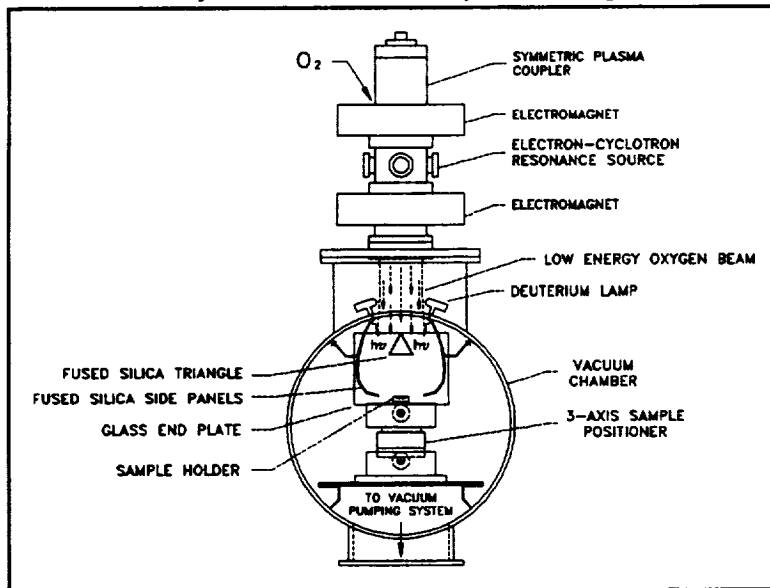 O₂
SYMMETRIC PLASMA
COUPLER
ELECTROMAGNET
ELECTRON-CYCLOTRON
RESONANCE SOURCE
ELECTROMAGNET
LOW ENERGY OXYGEN BEAM
DEUTERIUM LAMP
hν hν
FUSED SILICA TRIANGLE
VACUUM
CHAMBER
FUSED SILICA SIDE PANELS
GLASS END PLATE
3-AXIS SAMPLE
POSITIONER
SAMPLE HOLDER
TO VACUUM
PUMPING SYSTEM